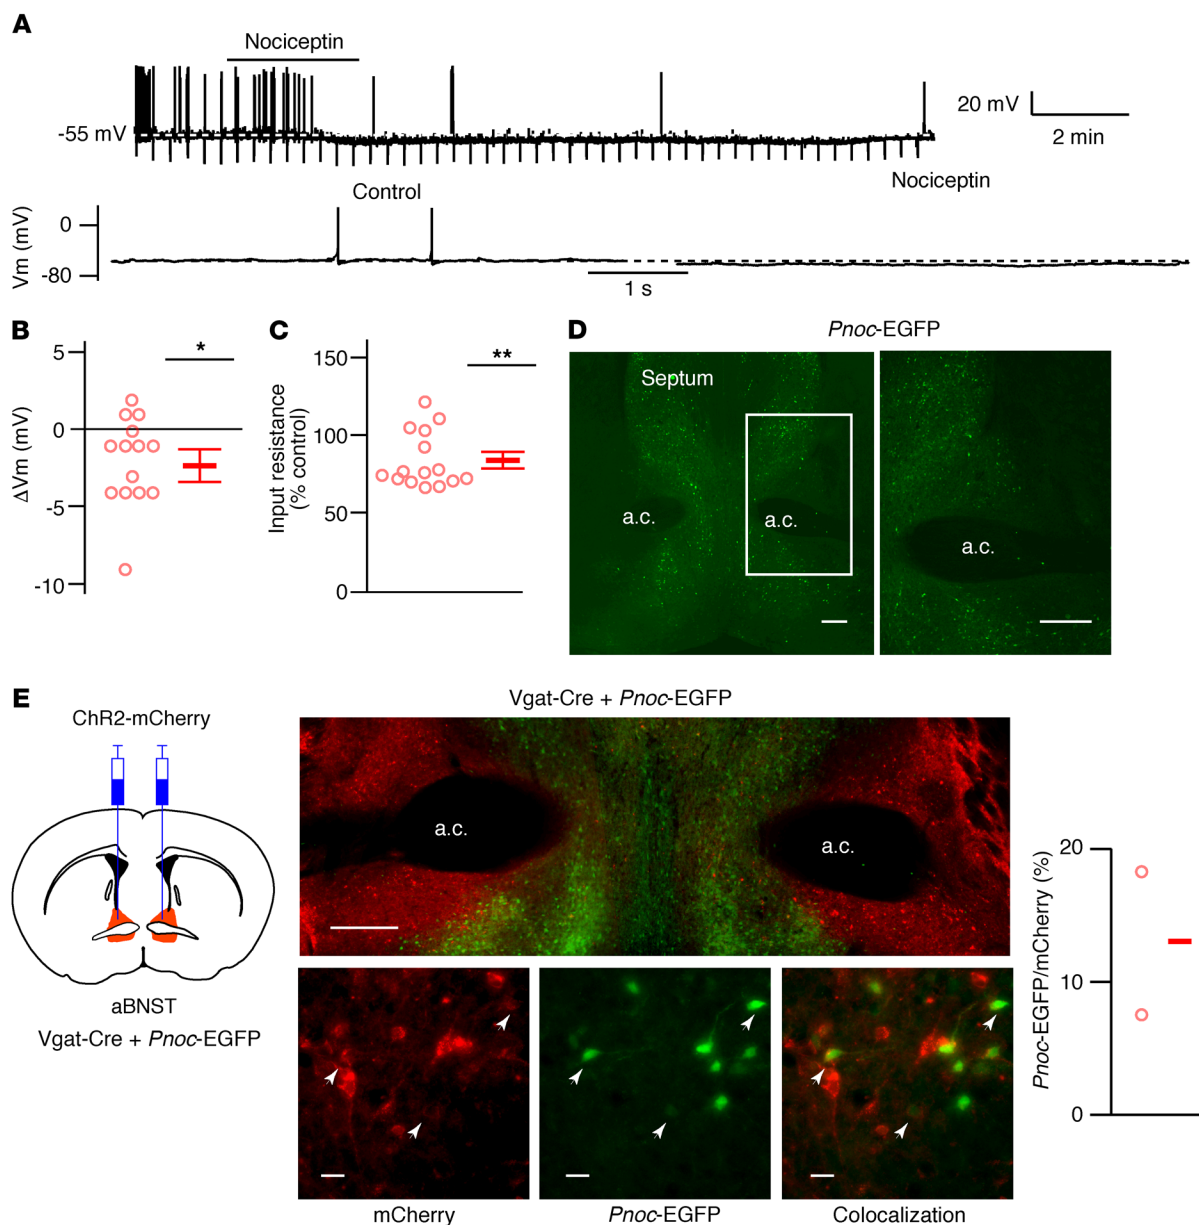 A
Nociceptin
-55 mV
20 mV
2 min
Nociceptin
Control
Vm (mV)
0
-80
1 s
B
ΔVm (mV)
5
0
-5
-10
*
C
Input resistance
(% control)
150
100
50
0
**
D
Pnoc-EGFP
Septum
a.c.
a.c.
a.c.
E
ChR2-mCherry
aBNST
Vgat-Cre + Pnoc-EGFP
Vgat-Cre + Pnoc-EGFP
a.c.
a.c.
mCherry
Pnoc-EGFP
Colocalization
Pnoc-EGFP/mCherry (%)
20
10
0